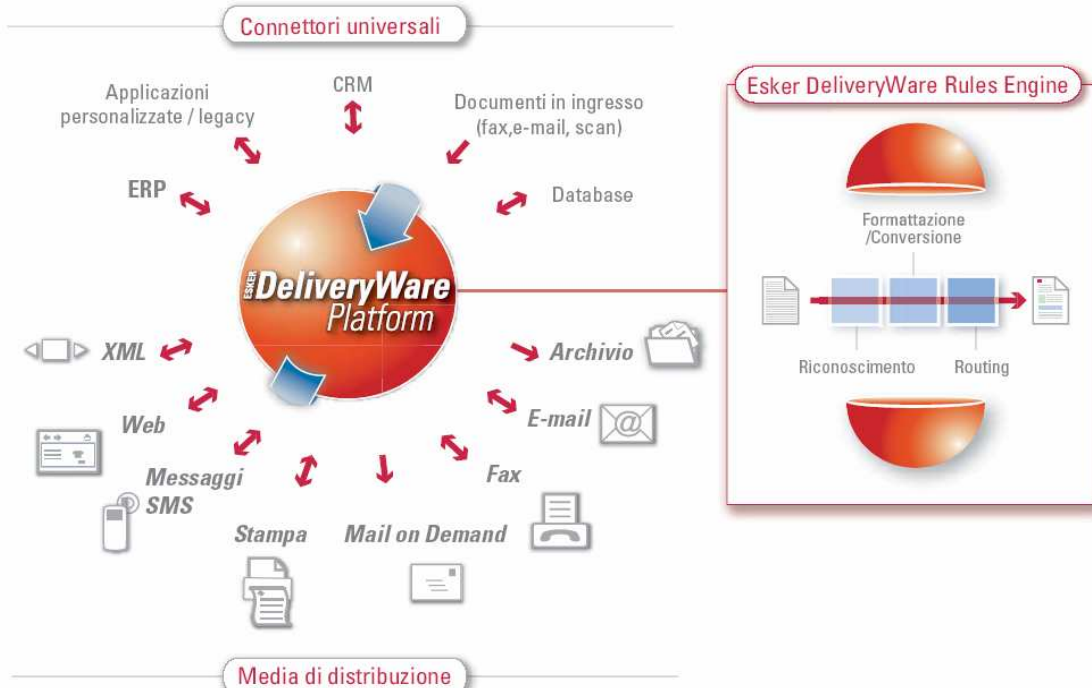 Connettori universali
Applicazioni
personalizzate / legacy
CRM
Documenti in ingresso
(fax,e-mail, scan)
ERP
Database
ESKER DeliveryWare
Platform
XML
Web
Messaggi
SMS
Stampa
Mail on Demand
Fax
E-mail
@
Archivio
Media di distribuzione
Esker DeliveryWare Rules Engine
Formattazione
/Conversione
Riconoscimento
Routing